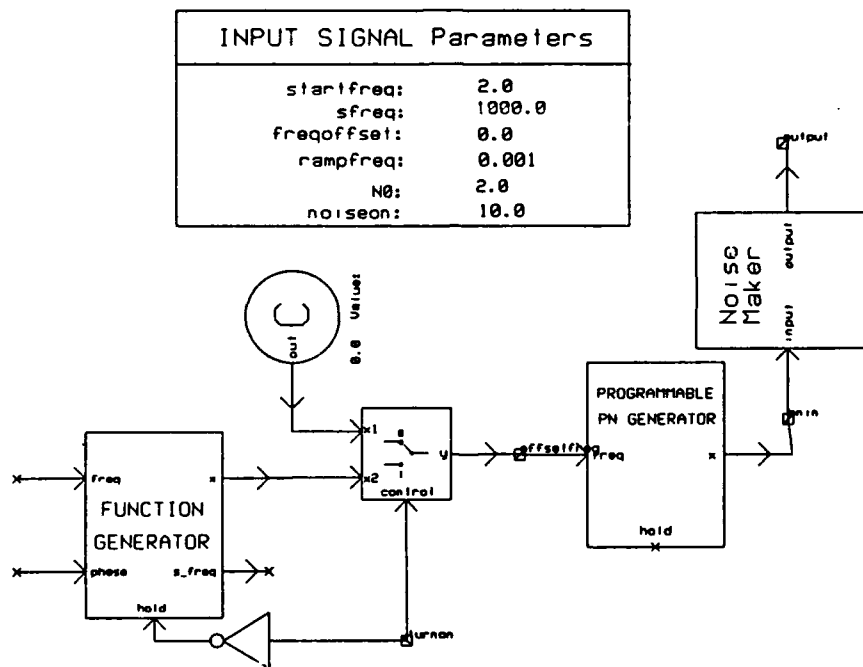 INPUT SIGNAL Parameters
startfreq: 2.0
sfreq: 1000.0
freqoffset: 0.0
rampfreq: 0.001
N0: 2.0
noiseon: 10.0
output
output
Noise
Maker
input
C
out
0.0 Value:
PROGRAMMABLE
PN GENERATOR
freq
x
hold
x1
0
y
x2
1
control
offsetfreq
freq
x
FUNCTION
GENERATOR
phase
s_freq
hold
turnon